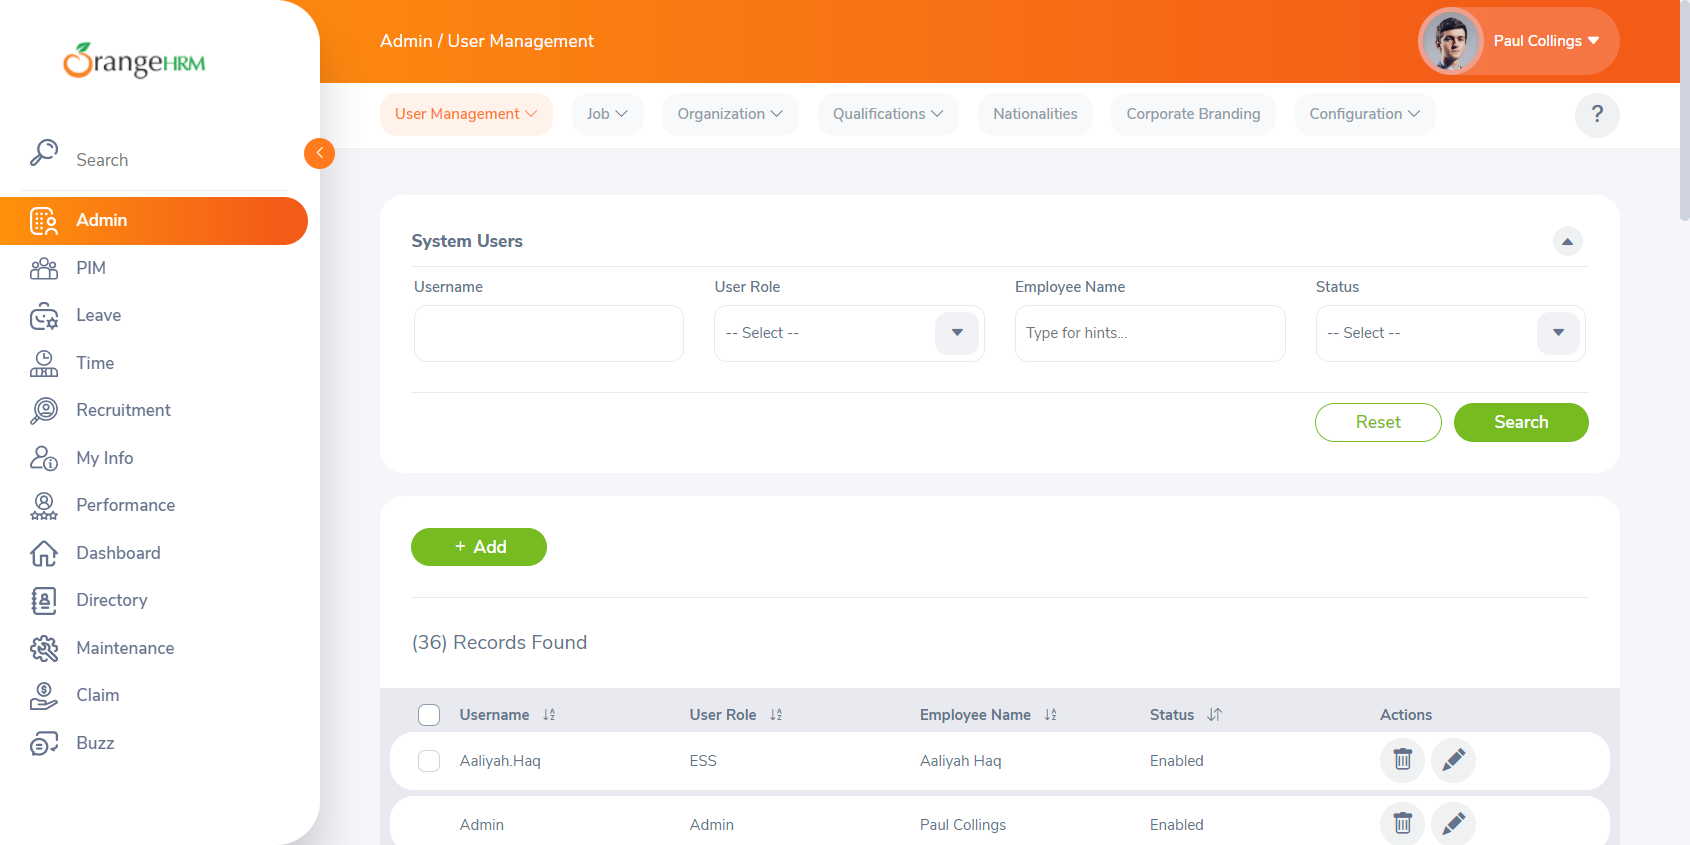 OrangeHRM
Admin / User Management
Paul Collings
User Management
Job
Organization
Qualifications
Nationalities
Corporate Branding
Configuration
?
Search
Admin
PIM
Leave
Time
Recruitment
My Info
Performance
Dashboard
Directory
Maintenance
Claim
Buzz
System Users
Username User Role Employee Name Status
-- Select -- Type for hints... -- Select --
Reset Search
+ Add
(36) Records Found
Username User Role Employee Name Status Actions
Aaliyah.Haq ESS Aaliyah Haq Enabled
Admin Admin Paul Collings Enabled